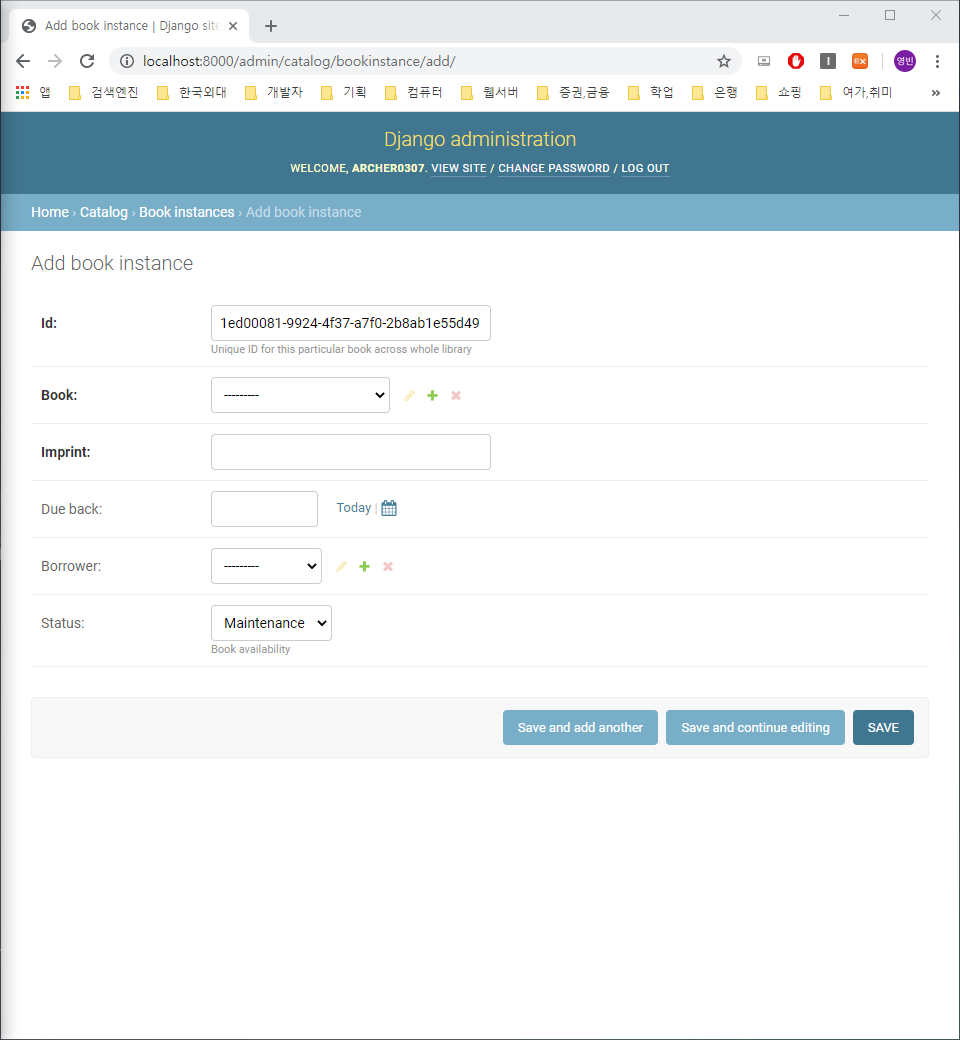 Add book instance | Django site
localhost:8000/admin/catalog/bookinstance/add/
영빈
앱 검색엔진 한국외대 개발자 기획 컴퓨터 웹서버 증권,금융 학업 은행 쇼핑 여가,취미 »
Django administration
WELCOME, ARCHER0307. VIEW SITE / CHANGE PASSWORD / LOG OUT
Home › Catalog › Book instances › Add book instance
Add book instance
Id: 1ed00081-9924-4f37-a7f0-2b8ab1e55d49
Unique ID for this particular book across whole library
Book: ---------
Imprint:
Due back: Today |
Borrower: ---------
Status: Maintenance
Book availability
Save and add another Save and continue editing SAVE